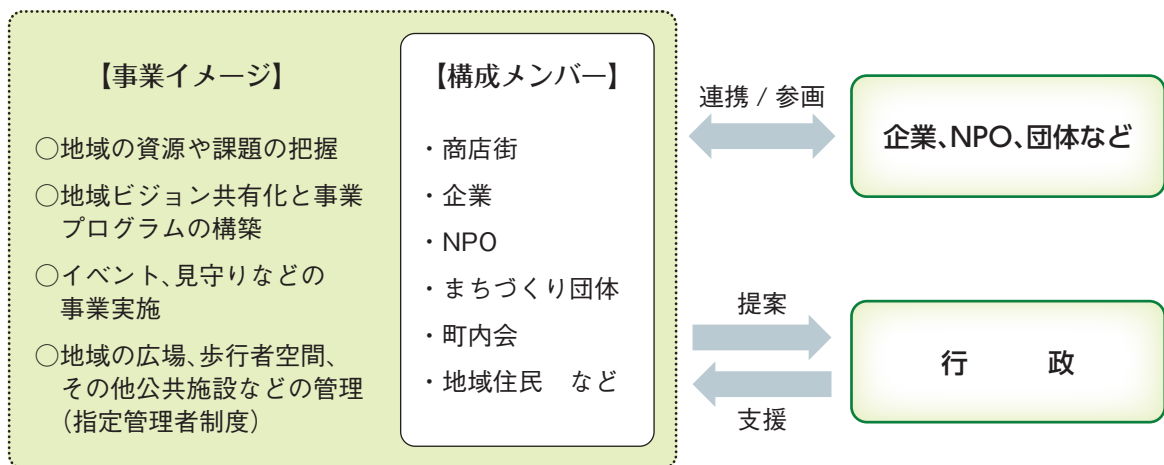 【事業イメージ】
○地域の資源や課題の把握
○地域ビジョン共有化と事業
プログラムの構築
○イベント、見守りなどの
事業実施
○地域の広場、歩行者空間、
その他公共施設などの管理
（指定管理者制度）
【構成メンバー】
・商店街
・企業
・NPO
・まちづくり団体
・町内会
・地域住民　など
連携 / 参画
企業、NPO、団体など
提案
行　政
支援